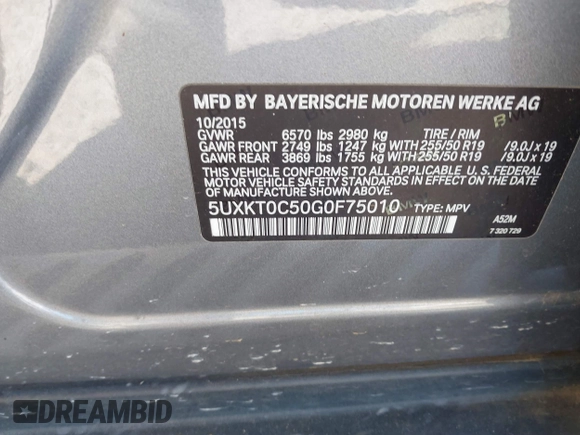 MFD BY BAYERISCHE MOTOREN WERKE AG
10/2015
GVWR 6570 lbs 2980 kg TIRE / RIM
GAWR FRONT 2749 lbs 1247 kg WITH 255/50 R19 /9.0J x 19
GAWR REAR 3869 lbs 1755 kg WITH 255/50 R19 /9.0J x 19
THIS VEHICLE CONFORMS TO ALL APPLICABLE U. S. FEDERAL
MOTOR VEHICLE SAFETY STANDARDS IN EFFECT ON THE DATE
OF MANUFACTURE SHOWN ABOVE.
5UXKT0C50G0F75010 TYPE: MPV
A52M
7 320 729
DREAMBID